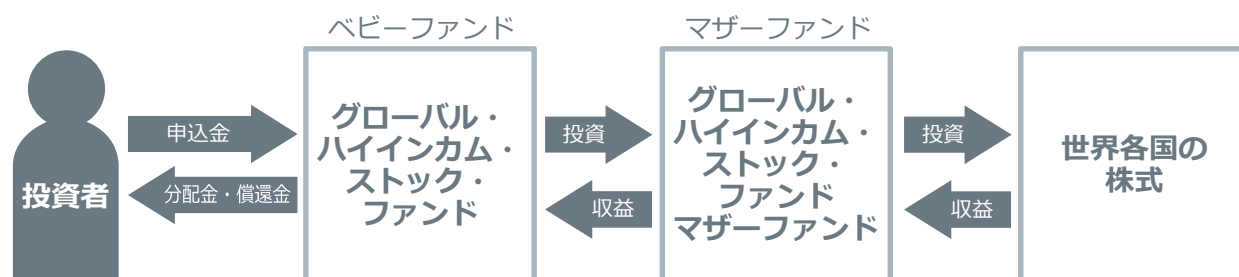 ベビーファンド
マザーファンド
投資者
申込金
分配金・償還金
グローバル・
ハイインカム・
ストック・
ファンド
投資
収益
グローバル・
ハイインカム・
ストック・
ファンド
マザーファンド
投資
収益
世界各国の
株式